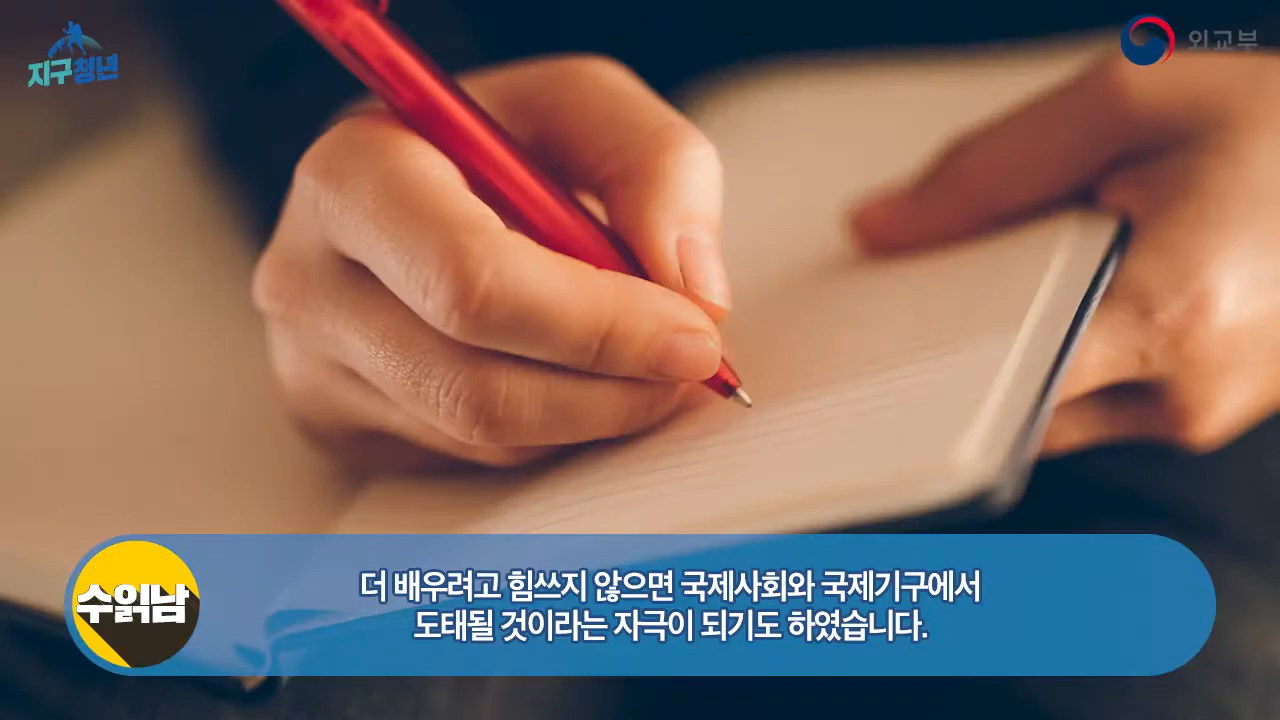 지구청년
외교부
수읽남
더 배우려고 힘쓰지 않으면 국제사회와 국제기구에서
도태될 것이라는 자극이 되기도 하였습니다.